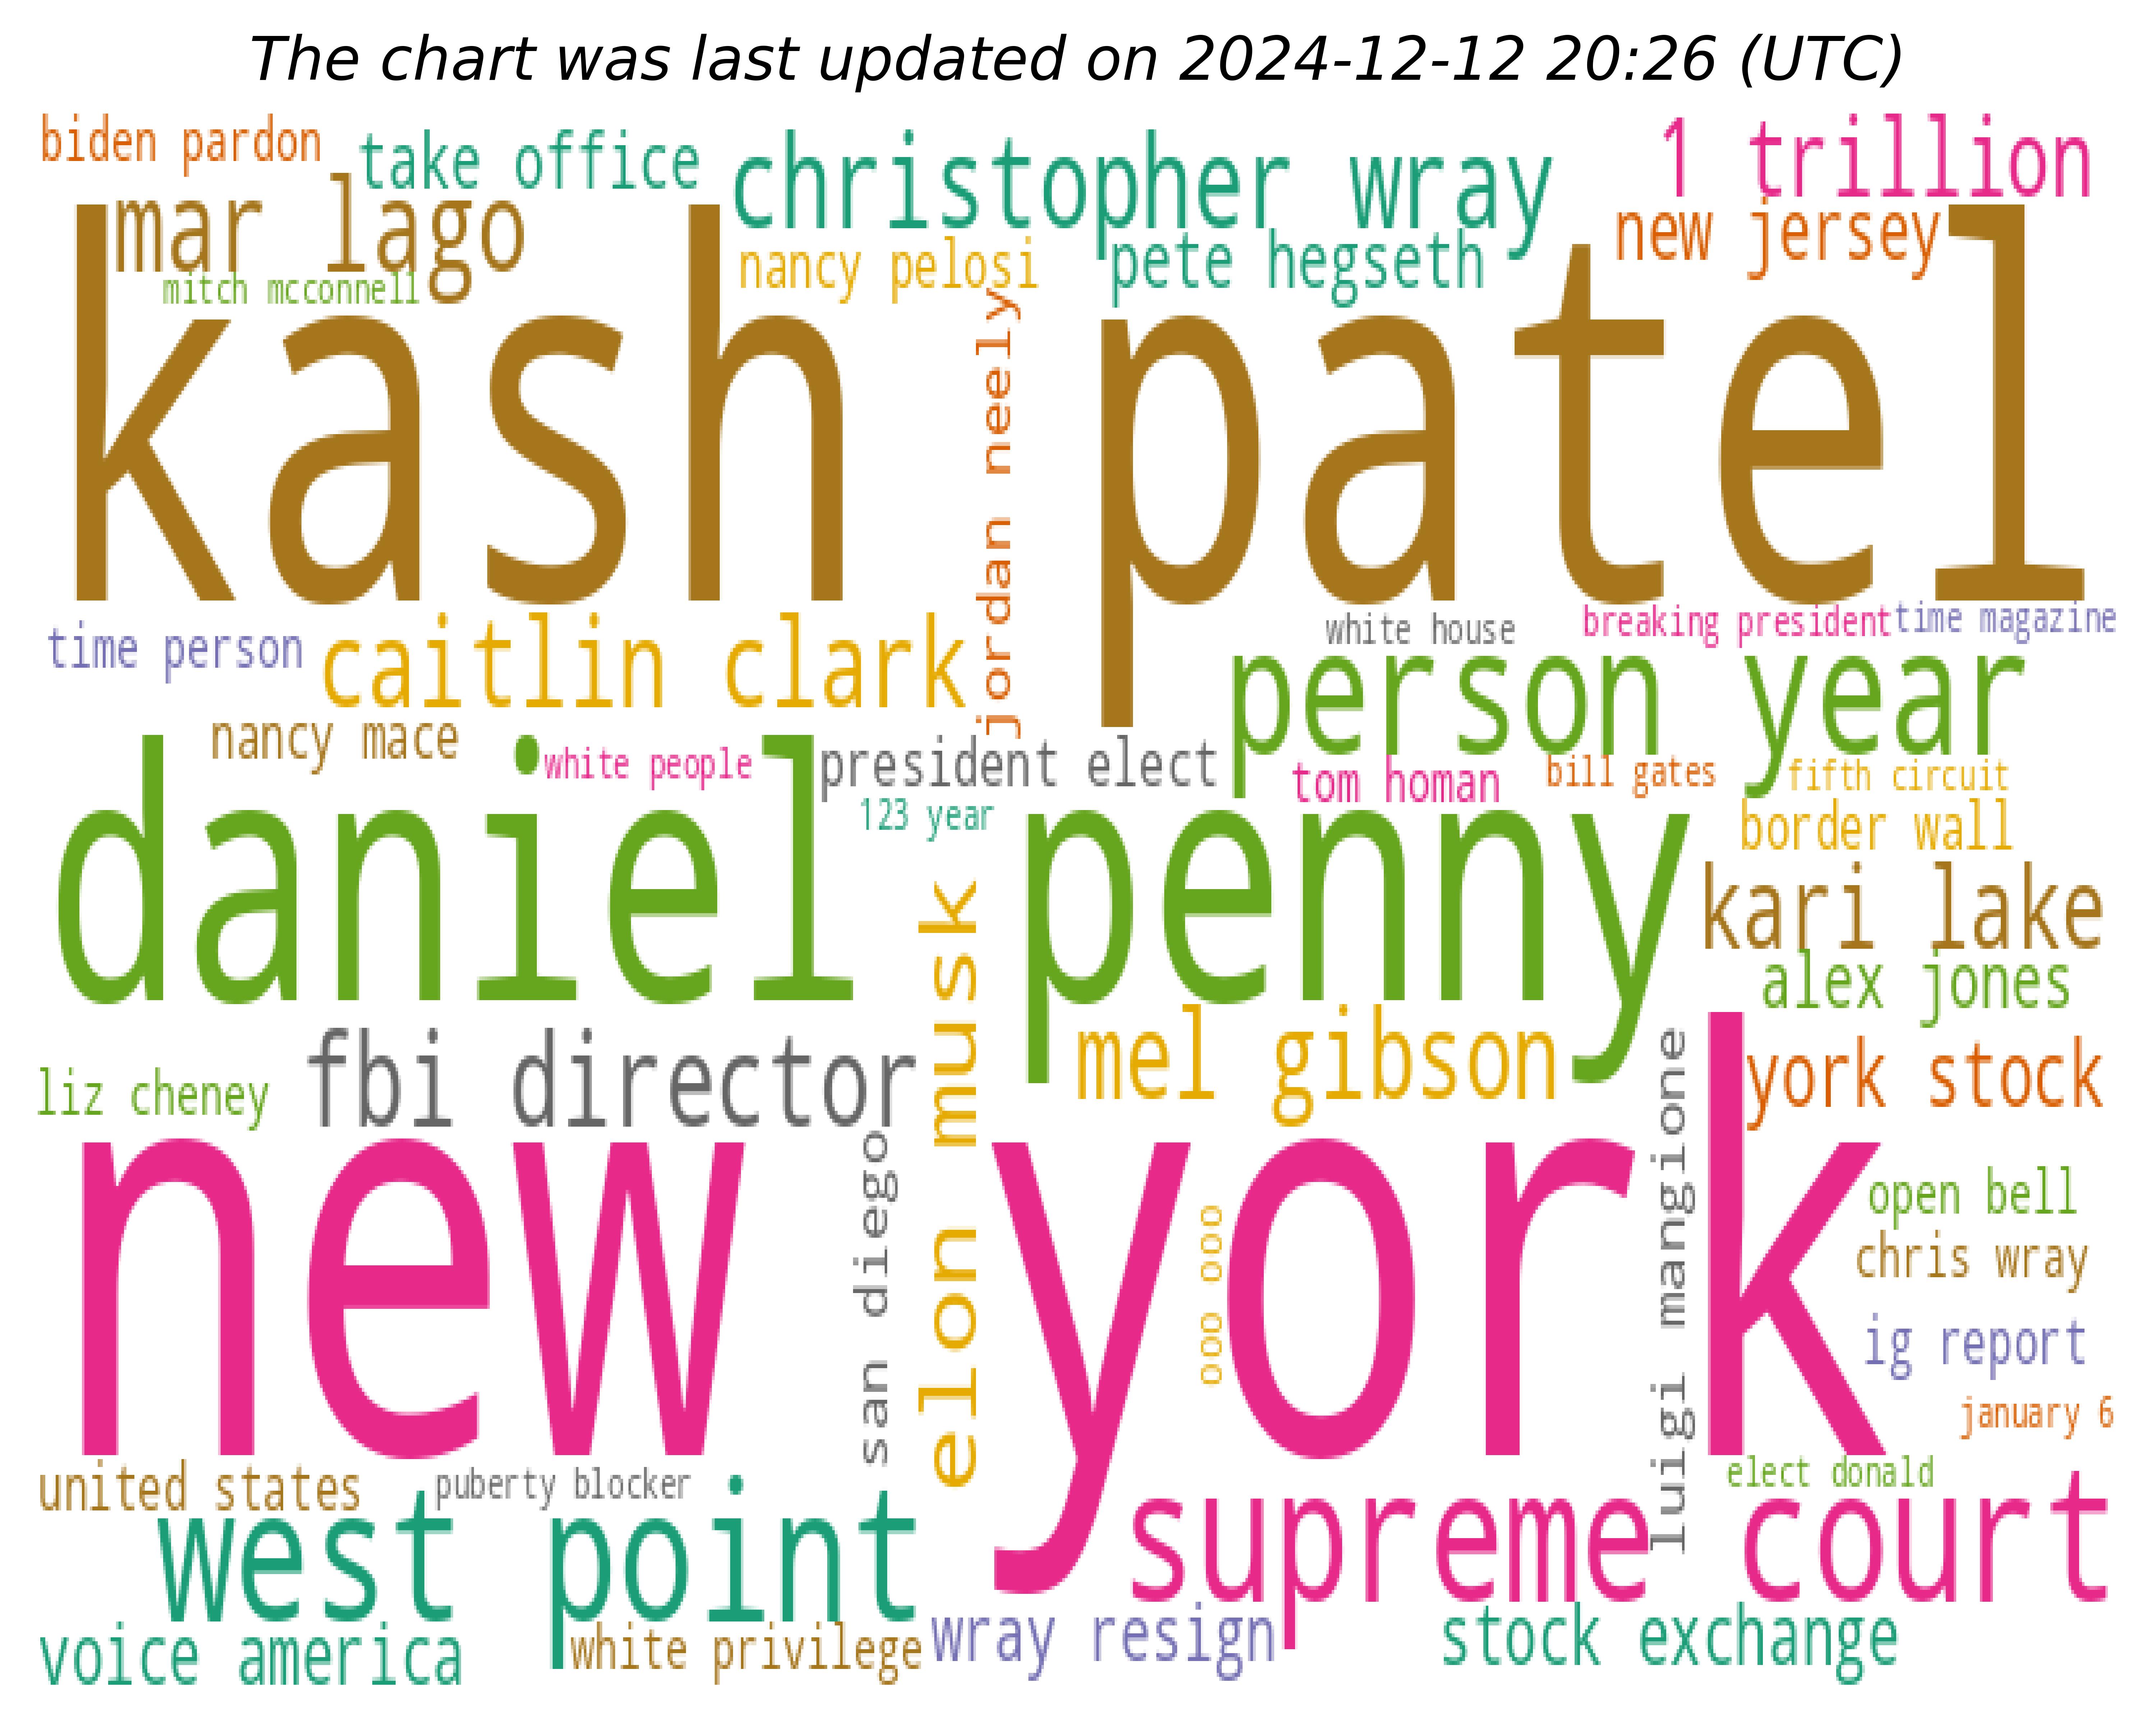 The chart was last updated on 2024-12-12 20:26 (UTC)
biden pardon
take office
christopher wray
1 trillion
mar lago
new jersey
nancy pelosi
pete hegseth
mitch mcconnell
kash patel
jordan neely
time person
caitlin clark
white house
breaking president
time magazine
person year
nancy mace
white people
president elect
tom homan
bill gates
fifth circuit
123 year
border wall
daniel penny
kari lake
alex jones
elon musk
fbi director
mel gibson
york stock
liz cheney
luigi mangione
san diego
new york
open bell
chris wray
ooo ooo
ig report
january 6
united states
puberty blocker
elect donald
west point
supreme court
voice america
white privilege
wray resign
stock exchange